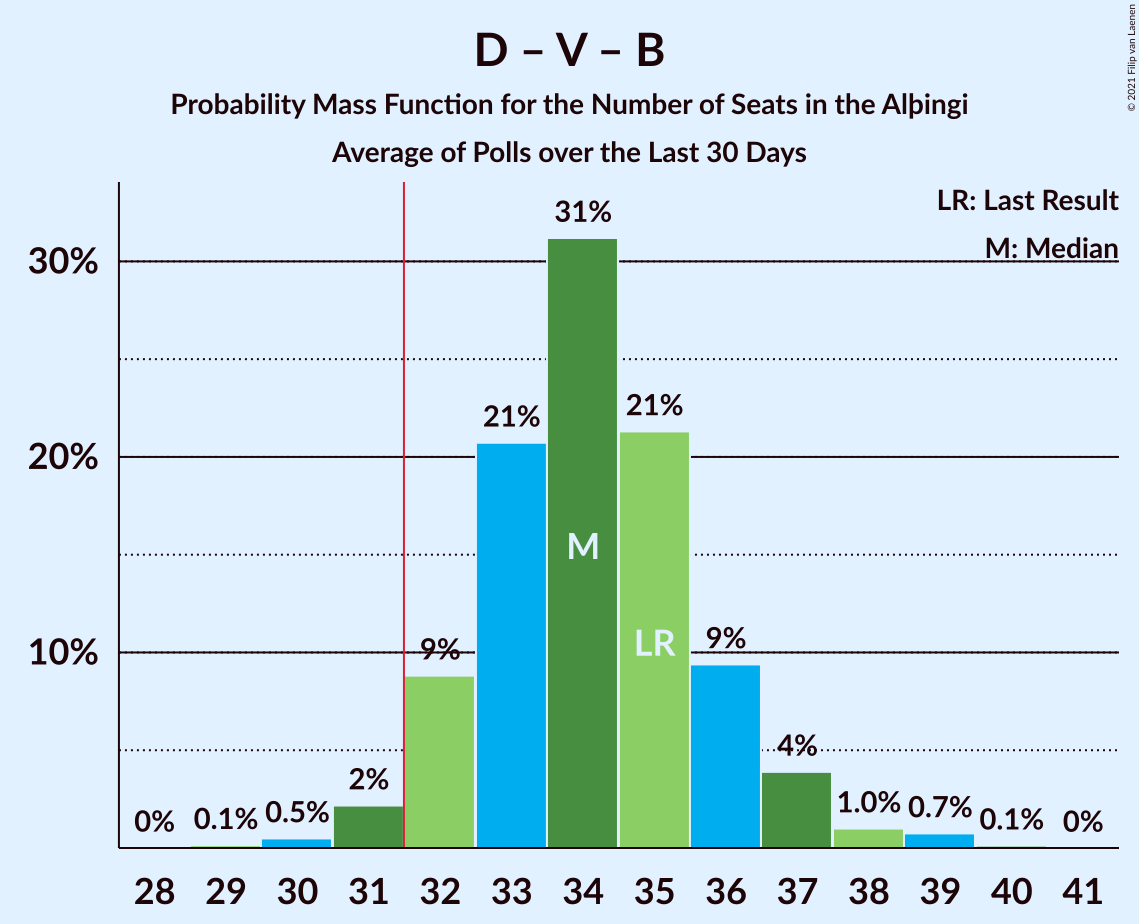 D – V – B
Probability Mass Function for the Number of Seats in the Alþingi
Average of Polls over the Last 30 Days
© 2021 Filip van Laenen
LR: Last Result
M: Median
31%
30%
21%
21%
20%
M
LR
9%
9%
10%
4%
2%
0%
0.1%
0.5%
1.0%
0.7%
0.1%
0%
28 29 30 31 32 33 34 35 36 37 38 39 40 41